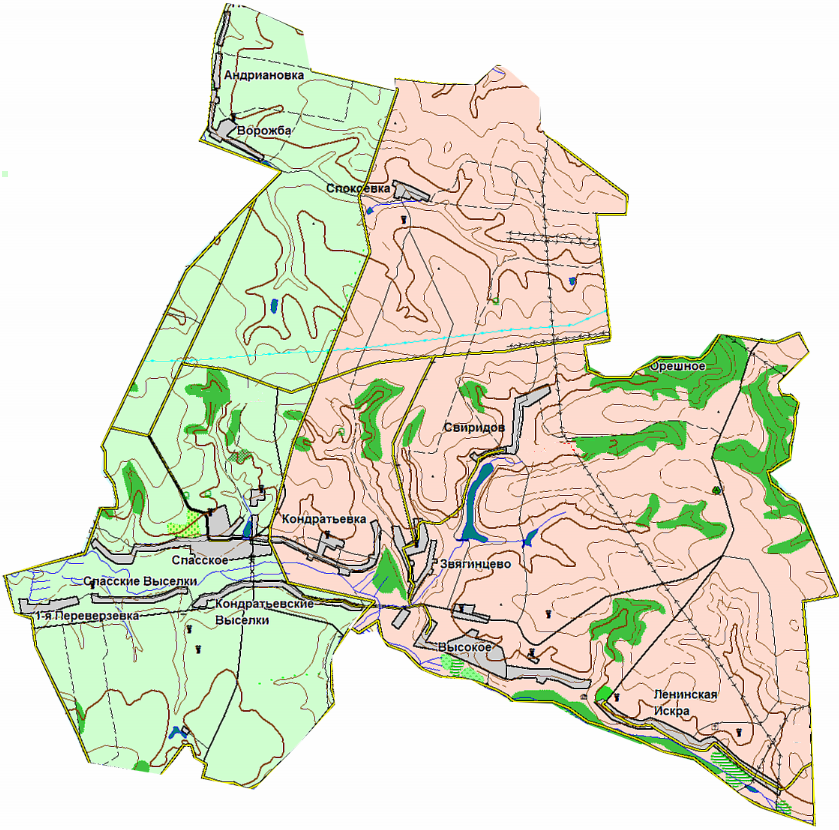 Андриановка
Ворожба
Спокоевка
Орешное
Свиридов
Кондратьевка
Спасское
Звягинцево
Спасские Выселки
1-я Переверзевка
Кондратьевские
Выселки
Высокое
Ленинская
Искра